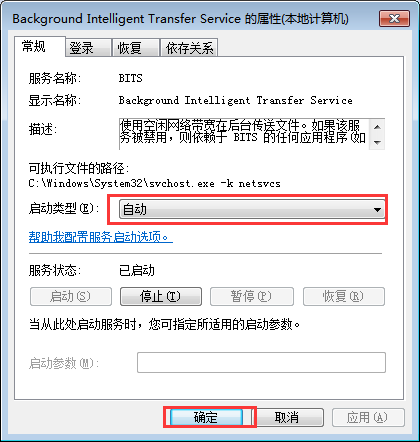 Background Intelligent Transfer Service 的属性(本地计算机)
常规 登录 恢复 依存关系
服务名称: BITS
显示名称: Background Intelligent Transfer Service
描述: 使用空闲网络带宽在后台传送文件。如果该服
务被禁用，则依赖于 BITS 的任何应用程序(如
可执行文件的路径:
C:\Windows\System32\svchost.exe -k netsvcs
启动类型(E): 自动
帮助我配置服务启动选项。
服务状态: 已启动
启动(S) 停止(T) 暂停(P) 恢复(R)
当从此处启动服务时，您可指定所适用的启动参数。
启动参数(M):
确定 取消 应用(A)